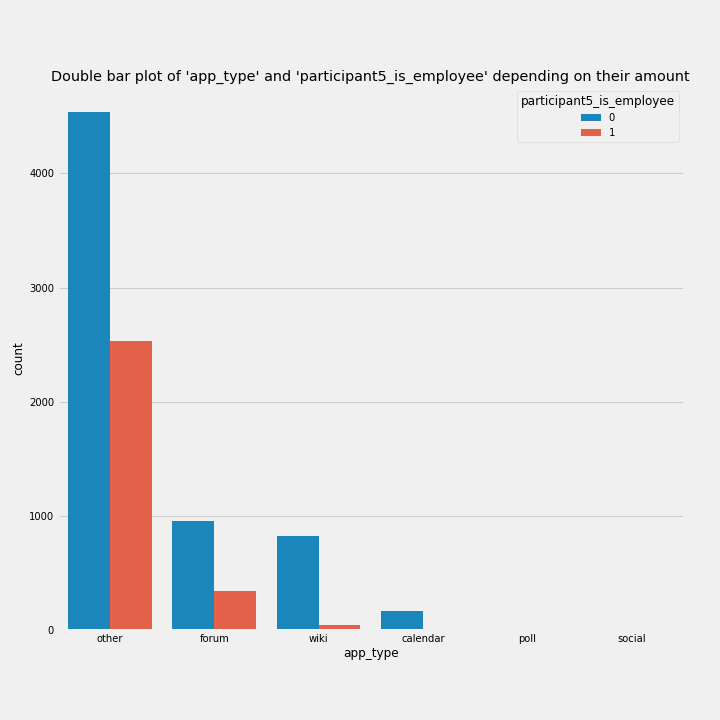 Double bar plot of 'app_type' and 'participant5_is_employee' depending on their amount
participant5_is_employee
0
1
4000
3000
2000
1000
0
count
other forum wiki calendar poll social
app_type